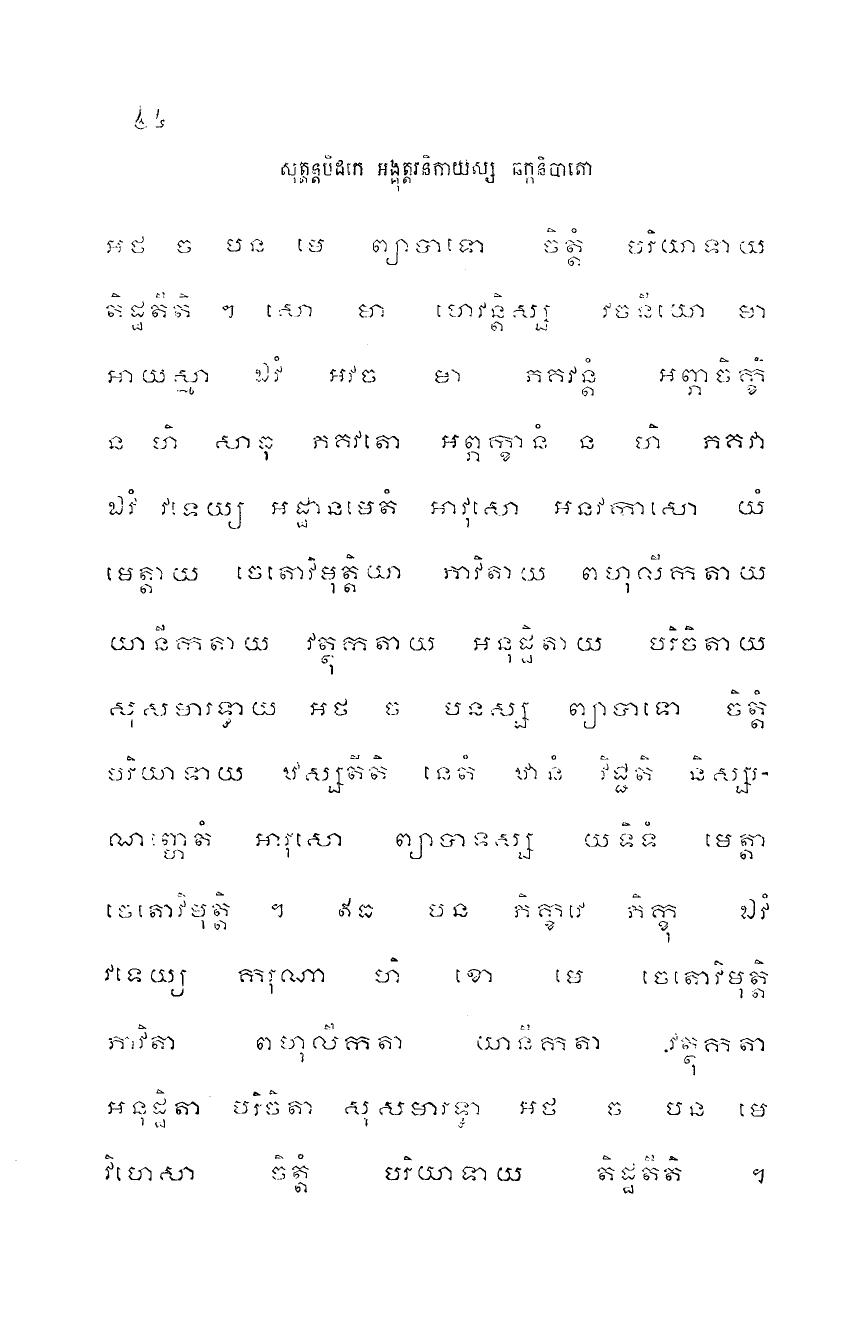 ៤៤
សុត្តន្តបិដកេ អង្គុត្តរនិកាយស្ស ឆក្កនិបាតោ
អថ ច បន មេ ព្យាបាទោ ចិត្តំ បរិយាទាយ
តិដ្ឋតីតិ ។ សោ មា ហេវន្តិស្ស វចនីយោ មា
អាយស្មា ឯវំ អវច មា ភគវន្តំ អព្ភាចិក្ខិ
ន ហិ សាធុ ភគវតោ អព្ភក្ខានំ ន ហិ ភគវា
ឯវំ វទេយ្យ អដ្ឋានមេតំ អាវុសោ អនវកាសោ យំ
មេត្តាយ ចេតោវិមុត្តិយា ភាវិតាយ ពហុលីកតាយ
យានីកតាយ វត្ថុកតាយ អនុដ្ឋិតាយ បរិចិតាយ
សុសមារទ្ធាយ អថ ច បនស្ស ព្យាបាទោ ចិត្តំ
បរិយាទាយ ឋស្សតីតិ នេតំ ឋានំ វិជ្ជតិ និស្សរ-
ណញ្ហេតំ អាវុសោ ព្យាបាទស្ស យទិទំ មេត្តា
ចេតោវិមុត្តិ ។ ឥធ បន ភិក្ខវេ ភិក្ខុ ឯវំ
វទេយ្យ ករុណា ហិ ខោ មេ ចេតោវិមុត្តិ
ភាវិតា ពហុលីកតា យានីកតា វត្ថុកតា
អនុដ្ឋិតា បរិចិតា សុសមារទ្ធា អថ ច បន មេ
វិហេសា ចិត្តំ បរិយាទាយ តិដ្ឋតីតិ ។